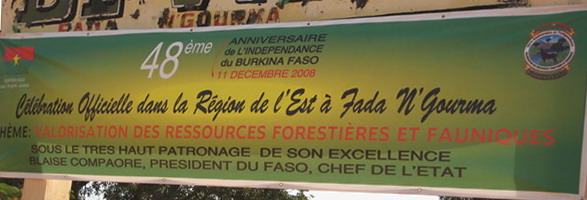 FADA N'GOURMA
48ème
ANNIVERSAIRE
de L'INDEPENDANCE
du BURKINA FASO
11 DECEMBRE 2008
Célébration Officielle dans la Région de l'Est à Fada N'Gourma
HÈME: VALORISATION DES RESSOURCES FORESTIÈRES ET FAUNIQUES
SOUS LE TRES HAUT PATRONAGE DE SON EXCELLENCE
BLAISE COMPAORE, PRESIDENT DU FASO, CHEF DE L'ETAT